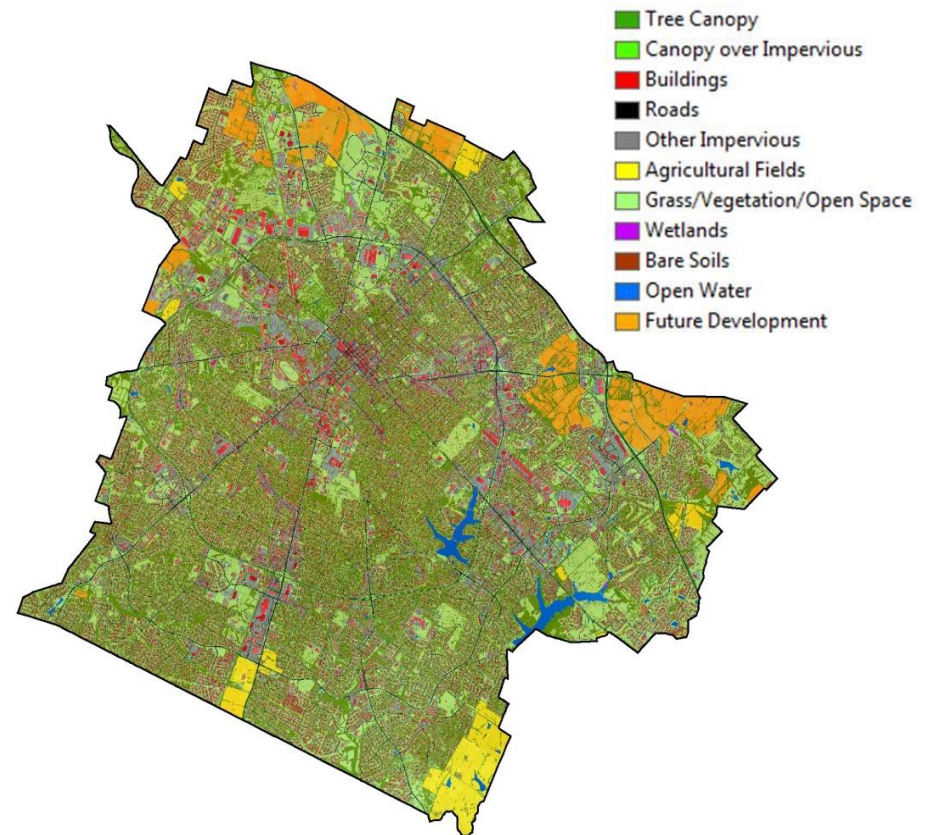 Tree Canopy
Canopy over Impervious
Buildings
Roads
Other Impervious
Agricultural Fields
Grass/Vegetation/Open Space
Wetlands
Bare Soils
Open Water
Future Development